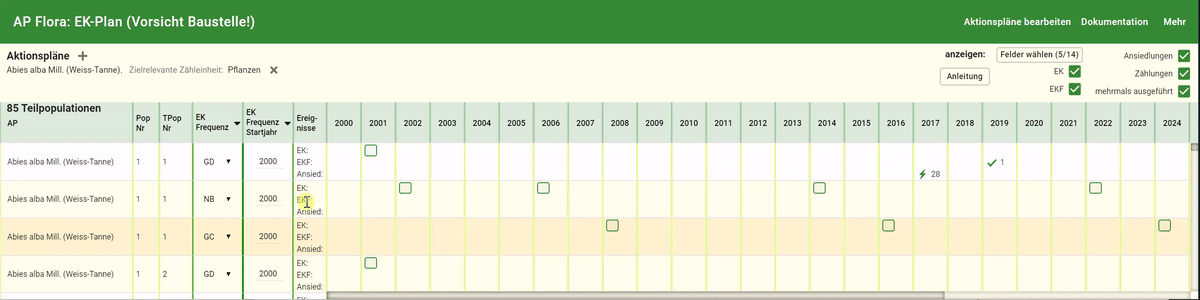 AP Flora: EK-Plan (Vorsicht Baustelle!)
Aktionspläne bearbeiten Dokumentation Mehr
Aktionspläne +
Abies alba Mill. (Weiss-Tanne). Zielrelevante Zähleinheit: Pflanzen
anzeigen: Felder wählen (5/14) Ansiedlungen
Anleitung EK Zählungen
EKF mehrmals ausgeführt
85 Teilpopulationen
AP Pop Nr TPop Nr EK Frequenz EK Frequenz Startjahr Ereig-nisse 2000 2001 2002 2003 2004 2005 2006 2007 2008 2009 2010 2011 2012 2013 2014 2015 2016 2017 2018 2019 2020 2021 2022 2023 2024
Abies alba Mill. (Weiss-Tanne) 1 1 GD 2000 EK:
EKF: 1
Ansied: 28
Abies alba Mill. (Weiss-Tanne) 1 1 NB 2000 EK:
EKF:
Ansied:
Abies alba Mill. (Weiss-Tanne) 1 1 GC 2000 EK:
EKF:
Ansied:
Abies alba Mill. (Weiss-Tanne) 1 2 GD 2000 EK:
EKF:
Ansied: